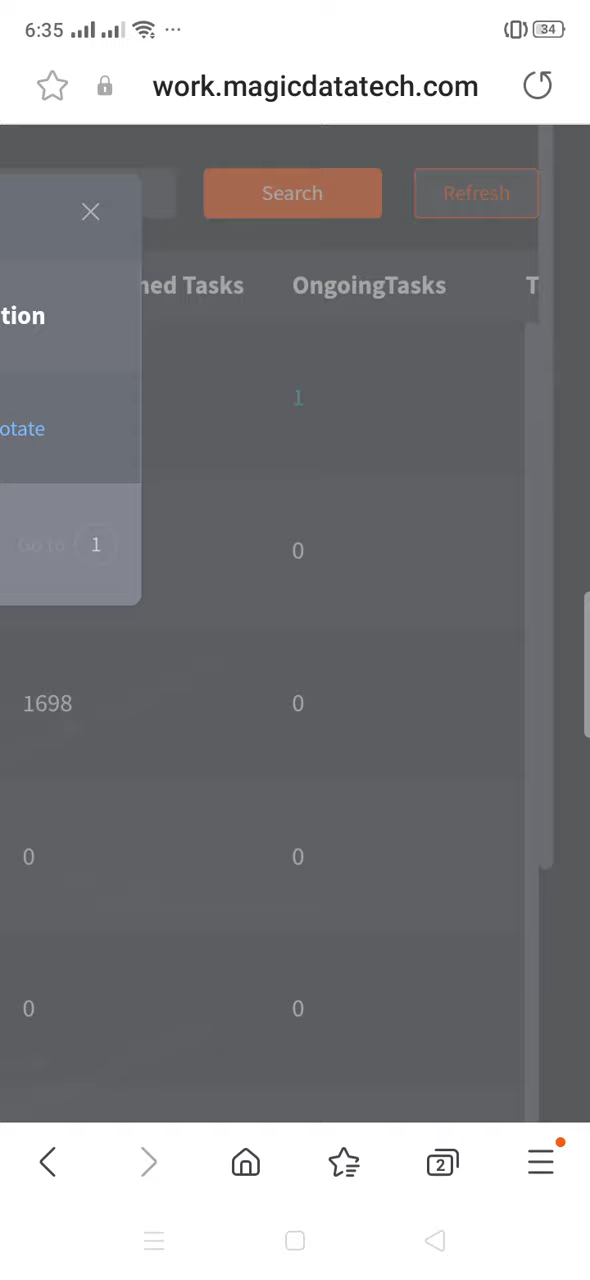 6:35 ... 34
work.magicdatatech.com
Search Refresh
ned Tasks OngoingTasks T
tion
1
otate
Go to 1
0
1698 0
0 0
0 0
2